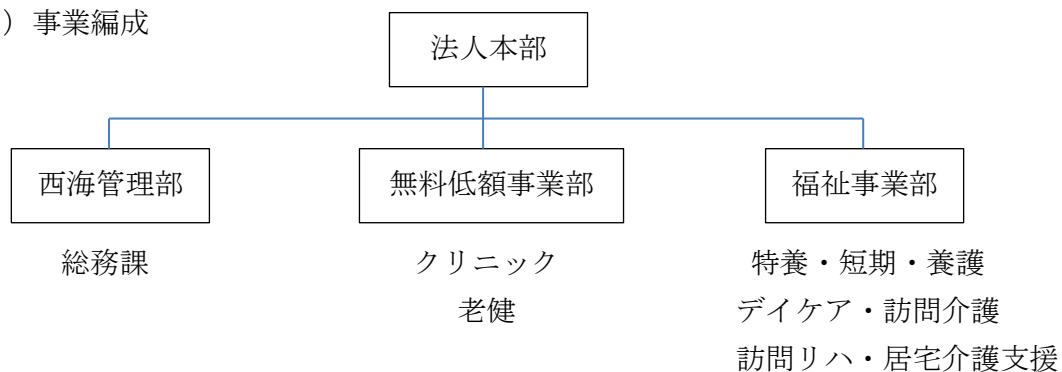 ）事業編成
法人本部
西海管理部
無料低額事業部
福祉事業部
総務課
クリニック
特養・短期・養護
老健
デイケア・訪問介護
訪問リハ・居宅介護支援